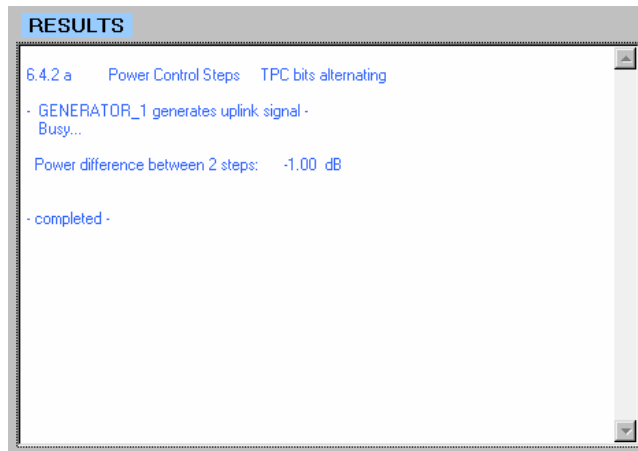 RESULTS
6.4.2 a Power Control Steps TPC bits alternating
- GENERATOR_1 generates uplink signal -
Busy...
Power difference between 2 steps: -1.00 dB
- completed -